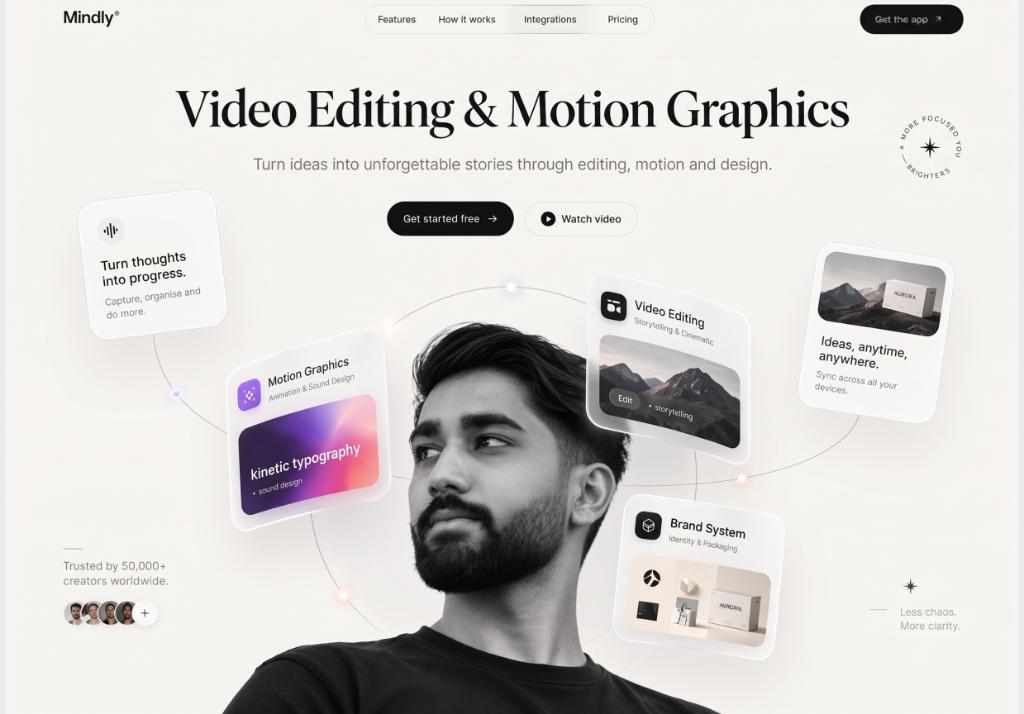 Mindly®
Features
How it works
Integrations
Pricing
Get the app
Video Editing & Motion Graphics
Turn ideas into unforgettable stories through editing, motion and design.
A MORE FOCUSED YOU
BRIGHTERS
Get started free
Watch video
Turn thoughts
into progress.
Capture, organise and
do more.
Motion Graphics
Animation & Sound Design
kinetic typography
• sound design
Video Editing
Storytelling & Cinematic
Edit
• storytelling
AURORA
Ideas, anytime,
anywhere.
Sync across all your
devices.
Brand System
Identity & Packaging
AURORA
Trusted by 50,000+
creators worldwide.
+
Less chaos.
More clarity.